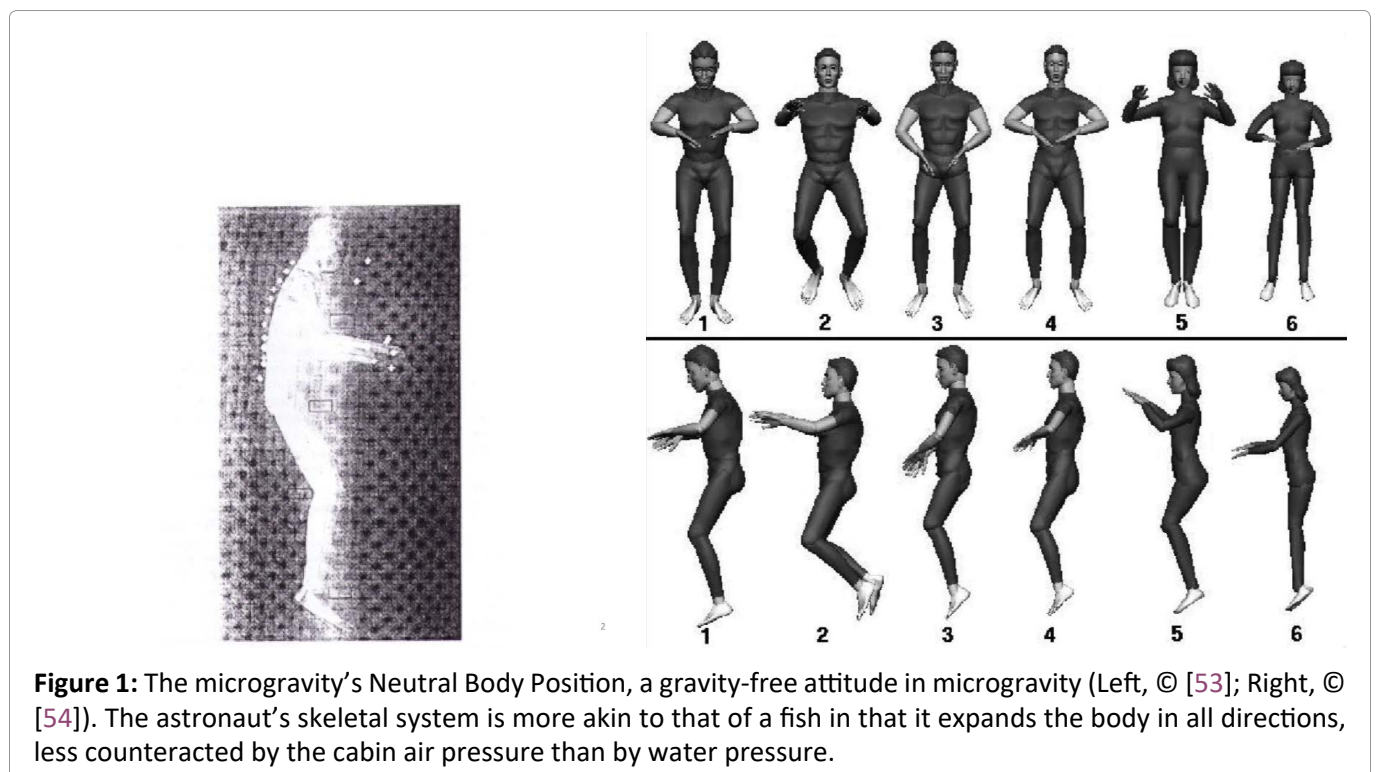 1 2 3 4 5 6
1 2 3 4 5 6
2
Figure 1: The microgravity’s Neutral Body Position, a gravity-free attitude in microgravity (Left, © [53]; Right, ©
[54]). The astronaut’s skeletal system is more akin to that of a fish in that it expands the body in all directions,
less counteracted by the cabin air pressure than by water pressure.